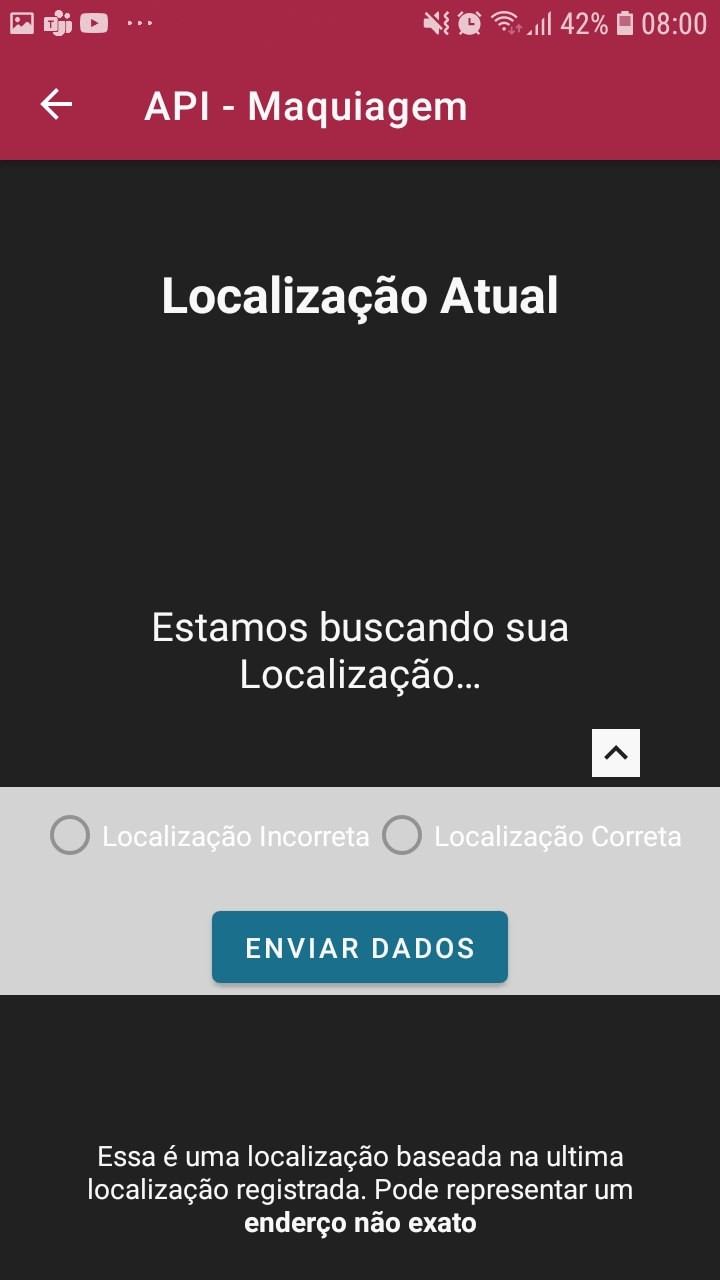 42% 08:00
API - Maquiagem
Localização Atual
Estamos buscando sua
Localização...
Localização Incorreta Localização Correta
ENVIAR DADOS
Essa é uma localização baseada na ultima
localização registrada. Pode representar um
enderço não exato